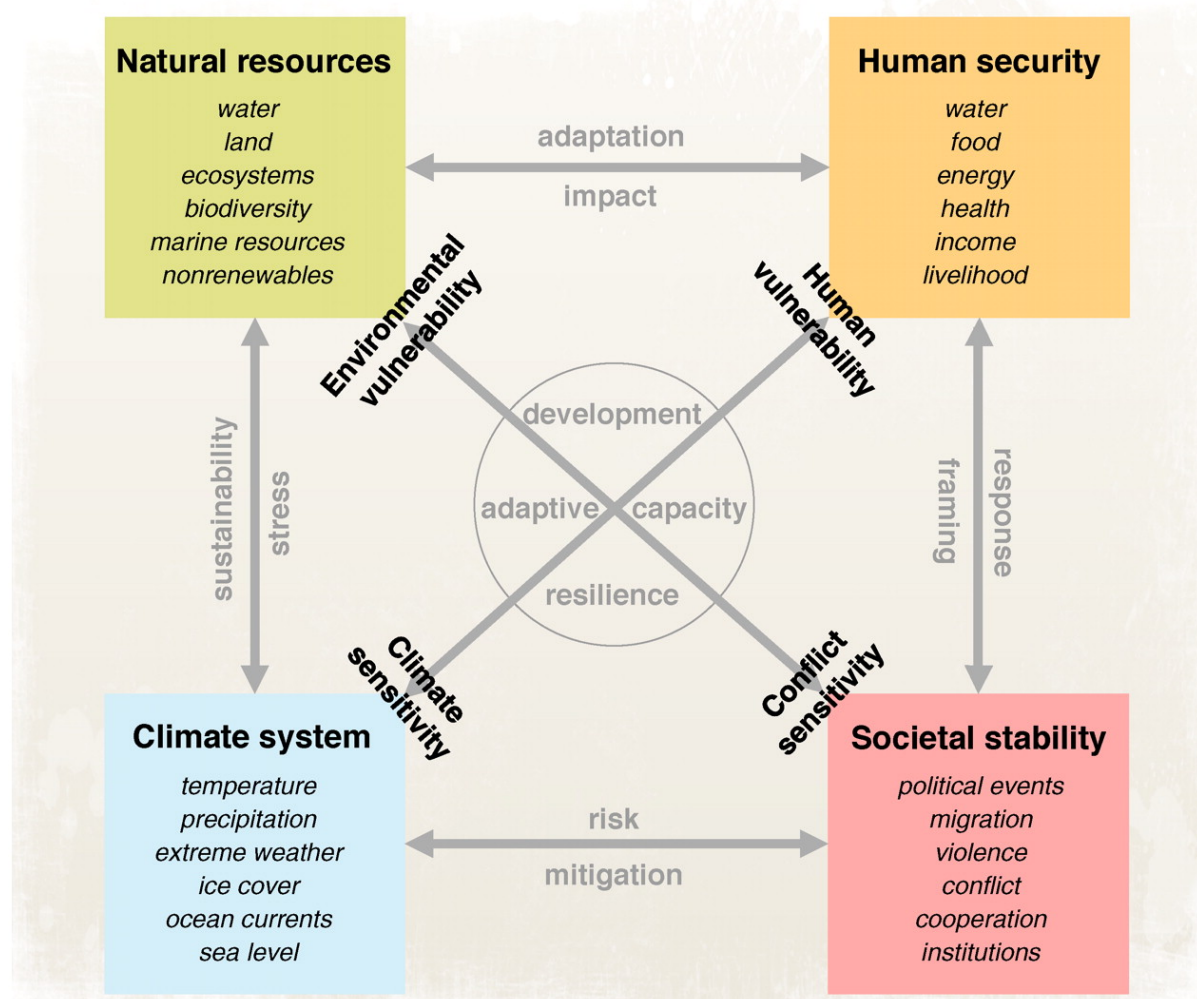 Natural resources
water
land
ecosystems
biodiversity
marine resources
nonrenewables
adaptation
impact
Human security
water
food
energy
health
income
livelihood
Environmental
vulnerability
Human
vulnerability
sustainability
stress
development
adaptive capacity
resilience
framing
response
Climate
sensitivity
Conflict
sensitivity
Climate system
temperature
precipitation
extreme weather
ice cover
ocean currents
sea level
risk
mitigation
Societal stability
political events
migration
violence
conflict
cooperation
institutions